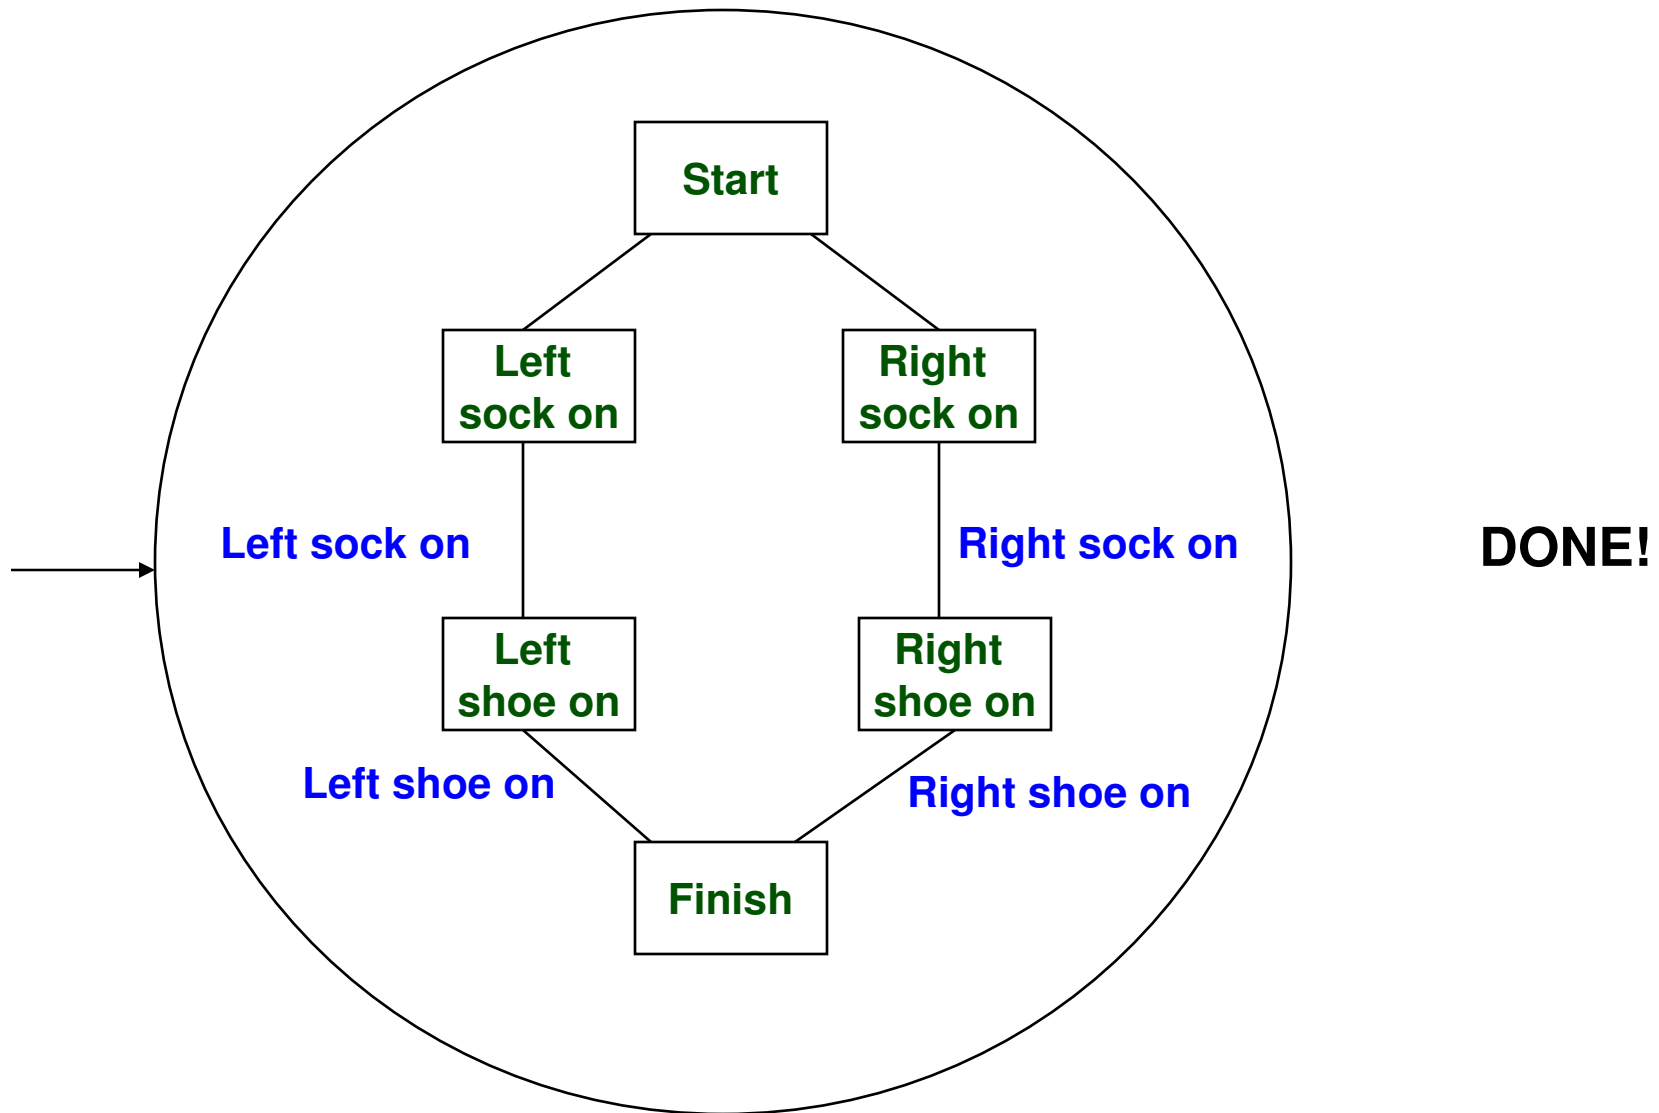 Start
Left
sock on
Right
sock on
Left sock on
Right sock on
DONE!
Left
shoe on
Right
shoe on
Left shoe on
Right shoe on
Finish